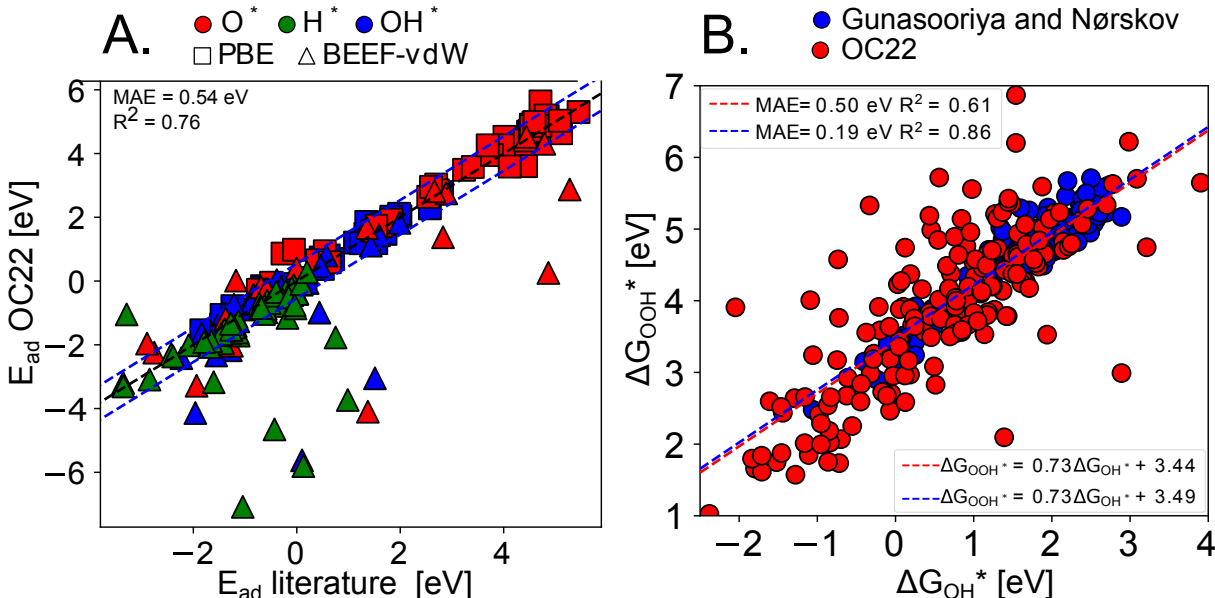 A.
O* H* OH*
PBE BEEF-vdW
MAE = 0.54 eV
R² = 0.76
6
4
2
0
−2
−4
−6
E_ad OC22 [eV]
−2 0 2 4
E_ad literature [eV]
B.
Gunasooriya and Nørskov
OC22
MAE= 0.50 eV R² = 0.61
MAE= 0.19 eV R² = 0.86
7
6
5
4
3
2
1
ΔG_OOH* [eV]
ΔG_OOH* = 0.73ΔG_OH* + 3.44
ΔG_OOH* = 0.73ΔG_OH* + 3.49
−2 −1 0 1 2 3 4
ΔG_OH* [eV]